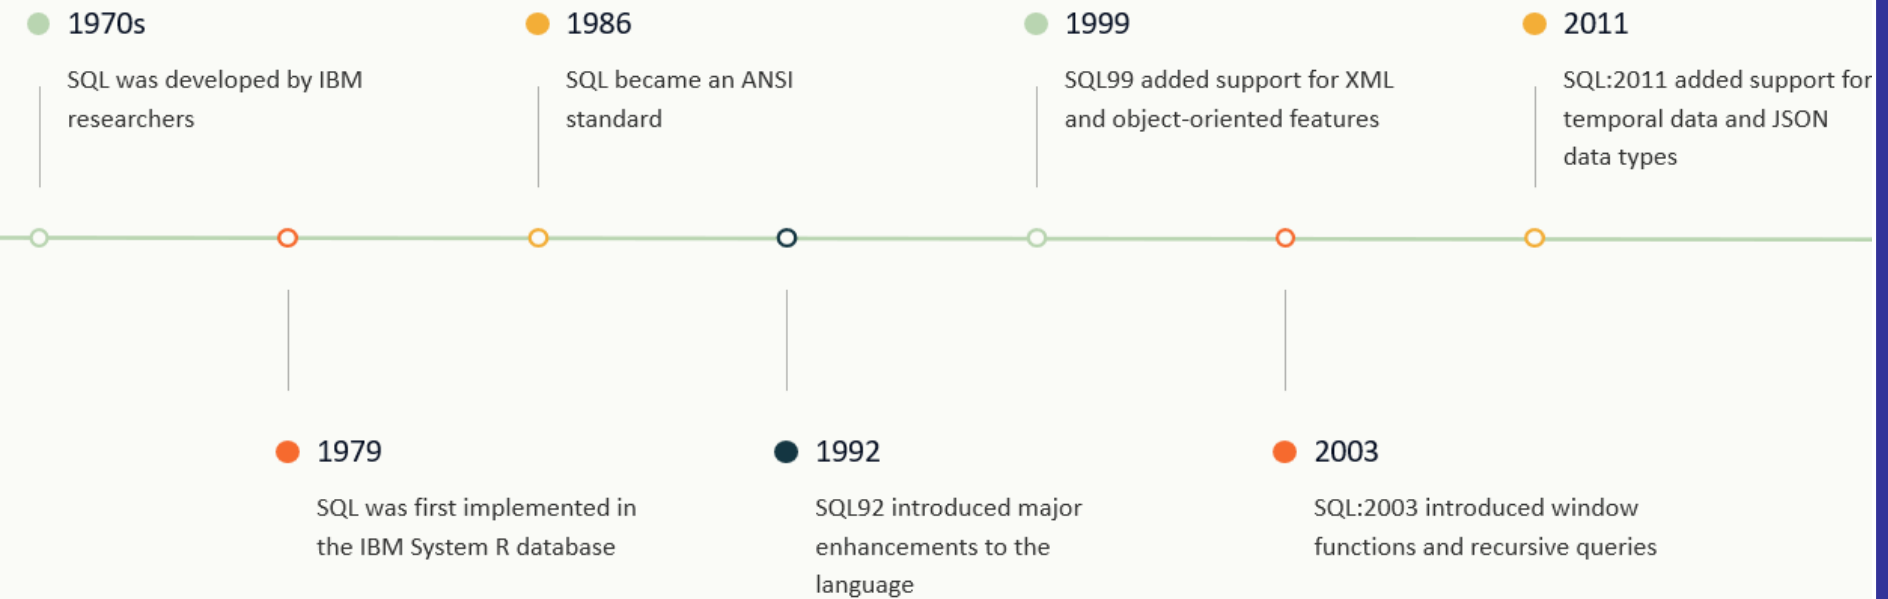 1970s
SQL was developed by IBM
researchers
1979
SQL was first implemented in
the IBM System R database
1986
SQL became an ANSI
standard
1992
SQL92 introduced major
enhancements to the
language
1999
SQL99 added support for XML
and object-oriented features
2003
SQL:2003 introduced window
functions and recursive queries
2011
SQL:2011 added support for
temporal data and JSON
data types